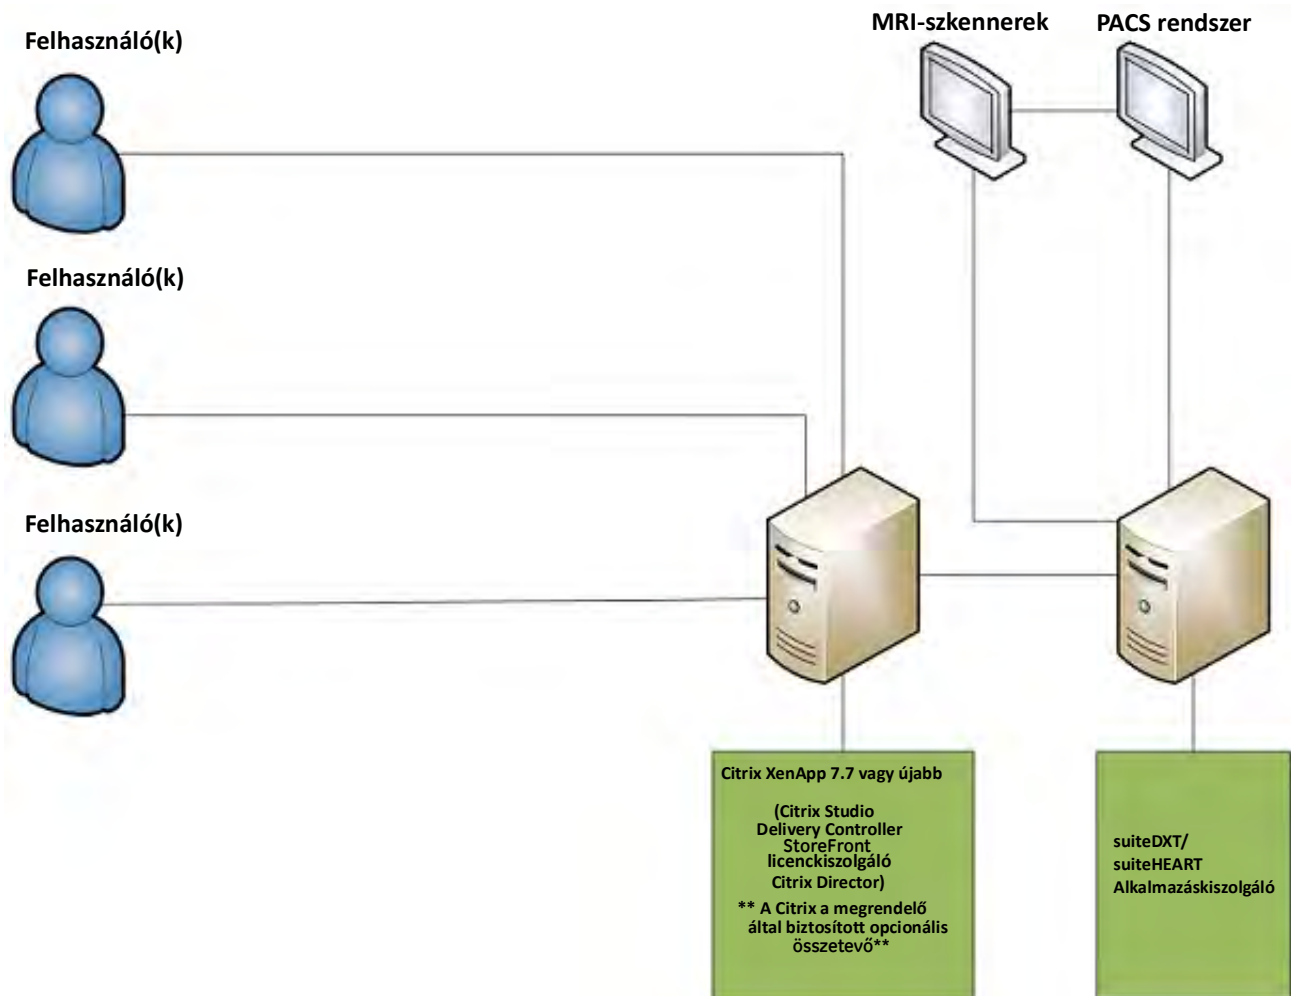 MRI-szkennerek
PACS rendszer
Felhasználó(k)
Felhasználó(k)
Felhasználó(k)
Citrix XenApp 7.7 vagy újabb
(Citrix Studio
Delivery Controller
StoreFront
licenckiszolgáló
Citrix Director)
** A Citrix a megrendelő
által biztosított opcionális
összetevő**
suiteDXT/
suiteHEART
Alkalmazáskiszolgáló